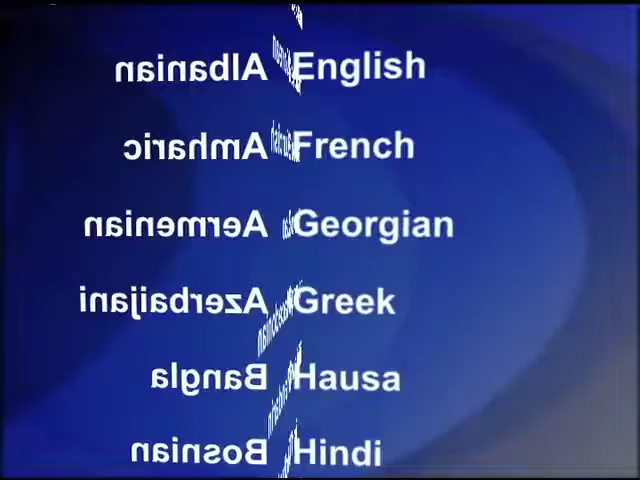 Albanian English
Amharic French
Aermenian Georgian
Azerbaijani Greek
Bangla Hausa
Bosnian Hindi